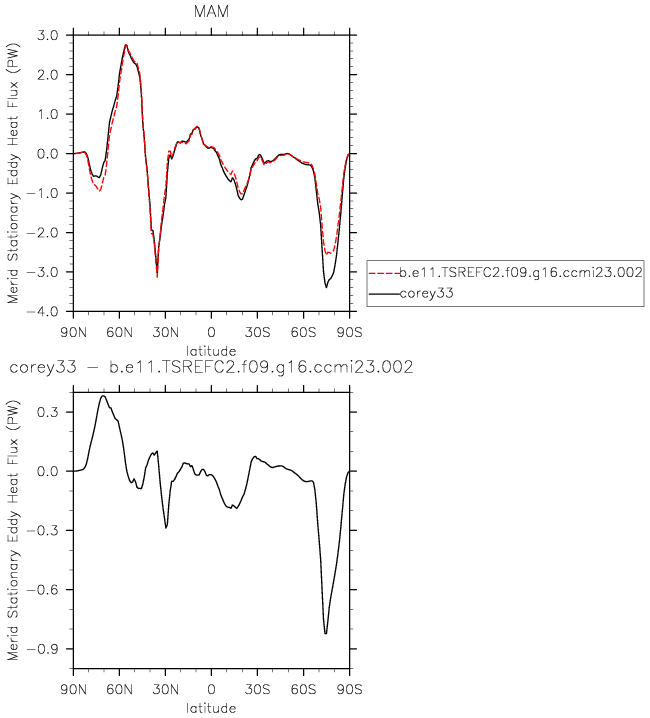 MAM
Merid Stationary Eddy Heat Flux (PW)
3.0
2.0
1.0
0.0
−1.0
−2.0
−3.0
−4.0
90N 60N 30N 0 30S 60S 90S
latitude
b.e11.TSREFC2.f09.g16.ccmi23.002
corey33
corey33 − b.e11.TSREFC2.f09.g16.ccmi23.002
Merid Stationary Eddy Heat Flux (PW)
0.3
0.0
−0.3
−0.6
−0.9
90N 60N 30N 0 30S 60S 90S
latitude